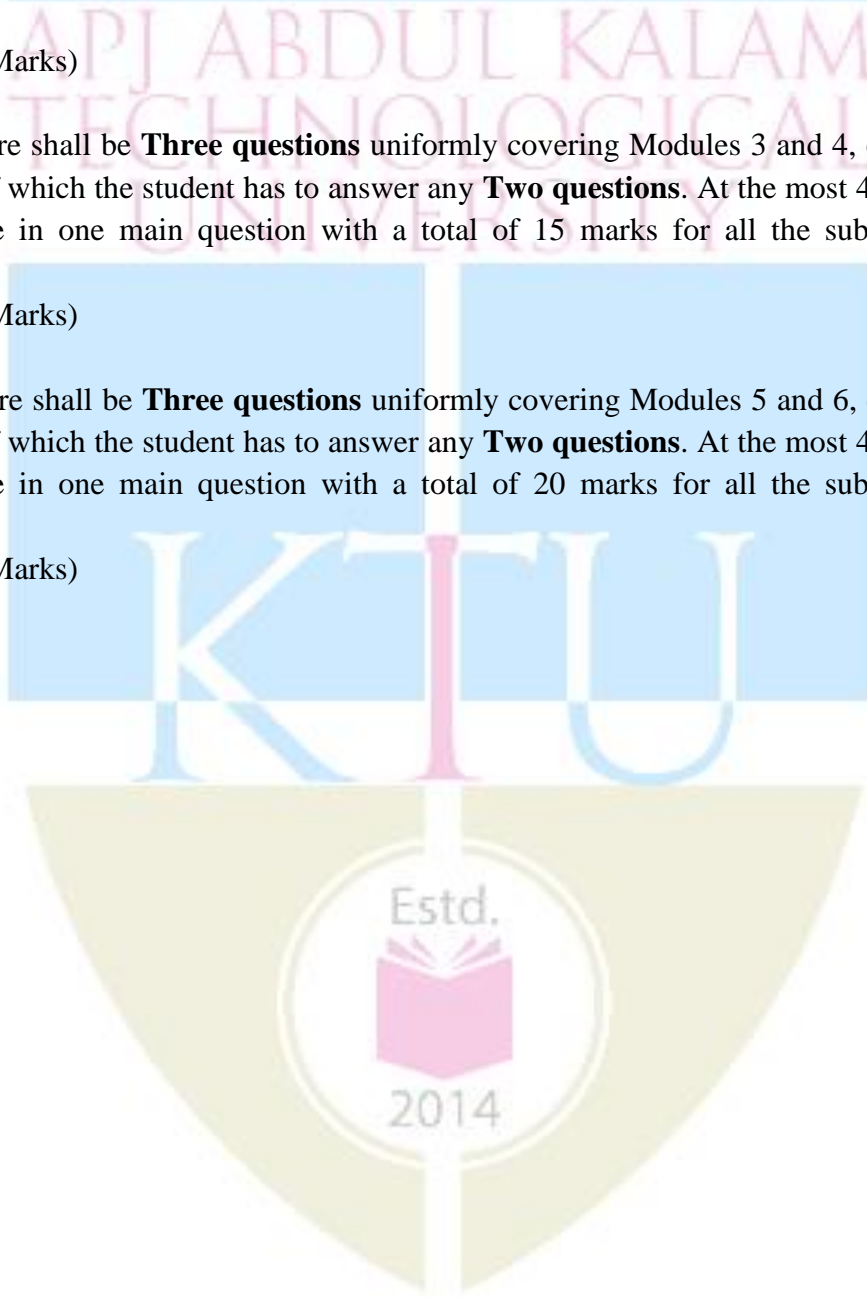 Marks)
APJ ABDUL KALAM
TECHNOLOGICAL
re shall be Three questions uniformly covering Modules 3 and 4,
which the student has to answer any Two questions. At the most 4
in one main question with a total of 15 marks for all the sub
UNIVERSITY
Marks)
re shall be Three questions uniformly covering Modules 5 and 6,
which the student has to answer any Two questions. At the most 4
in one main question with a total of 20 marks for all the sub
KTU
Marks)
Estd.
2014